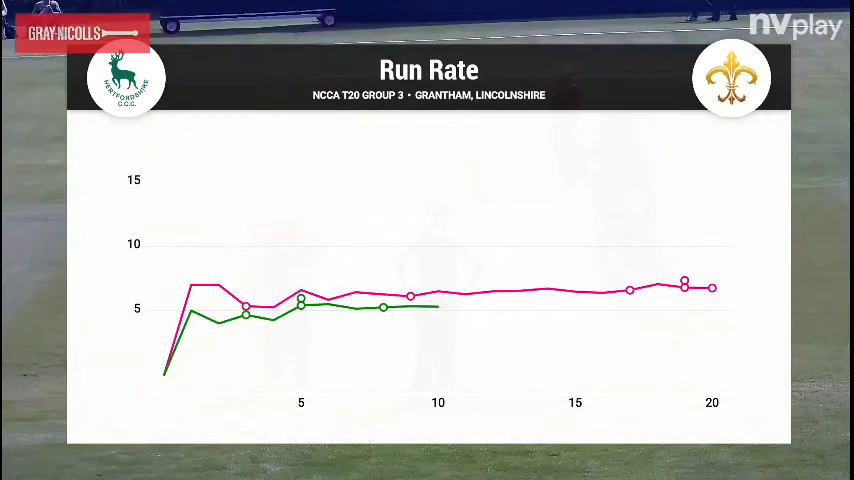 GRAY-NICOLLS
nvplay
HERTFORDSHIRE
C.C.C.
Run Rate
NCCA T20 GROUP 3 • GRANTHAM, LINCOLNSHIRE
15
10
5
5
10
15
20